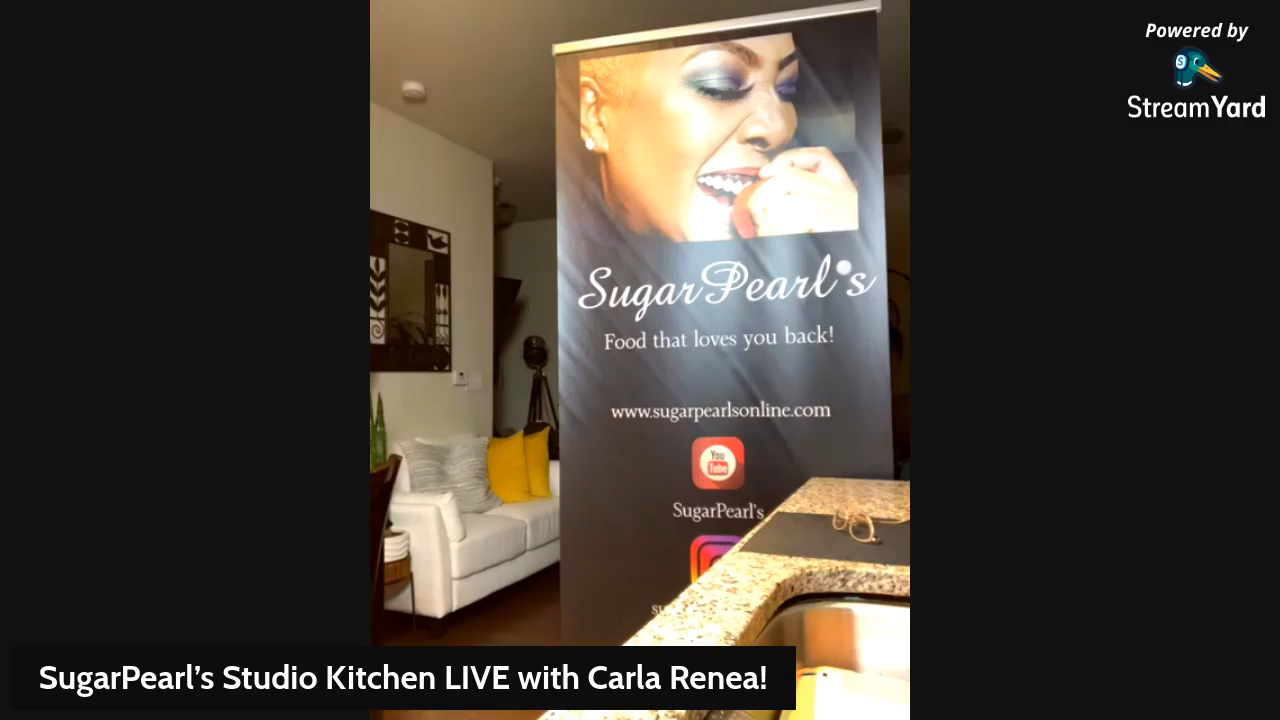 Powered by
StreamYard
SugarPearl's
Food that loves you back!
www.sugarpearlsonline.com
You
Tube
SugarPearl's
SugarPearl’s Studio Kitchen LIVE with Carla Renea!